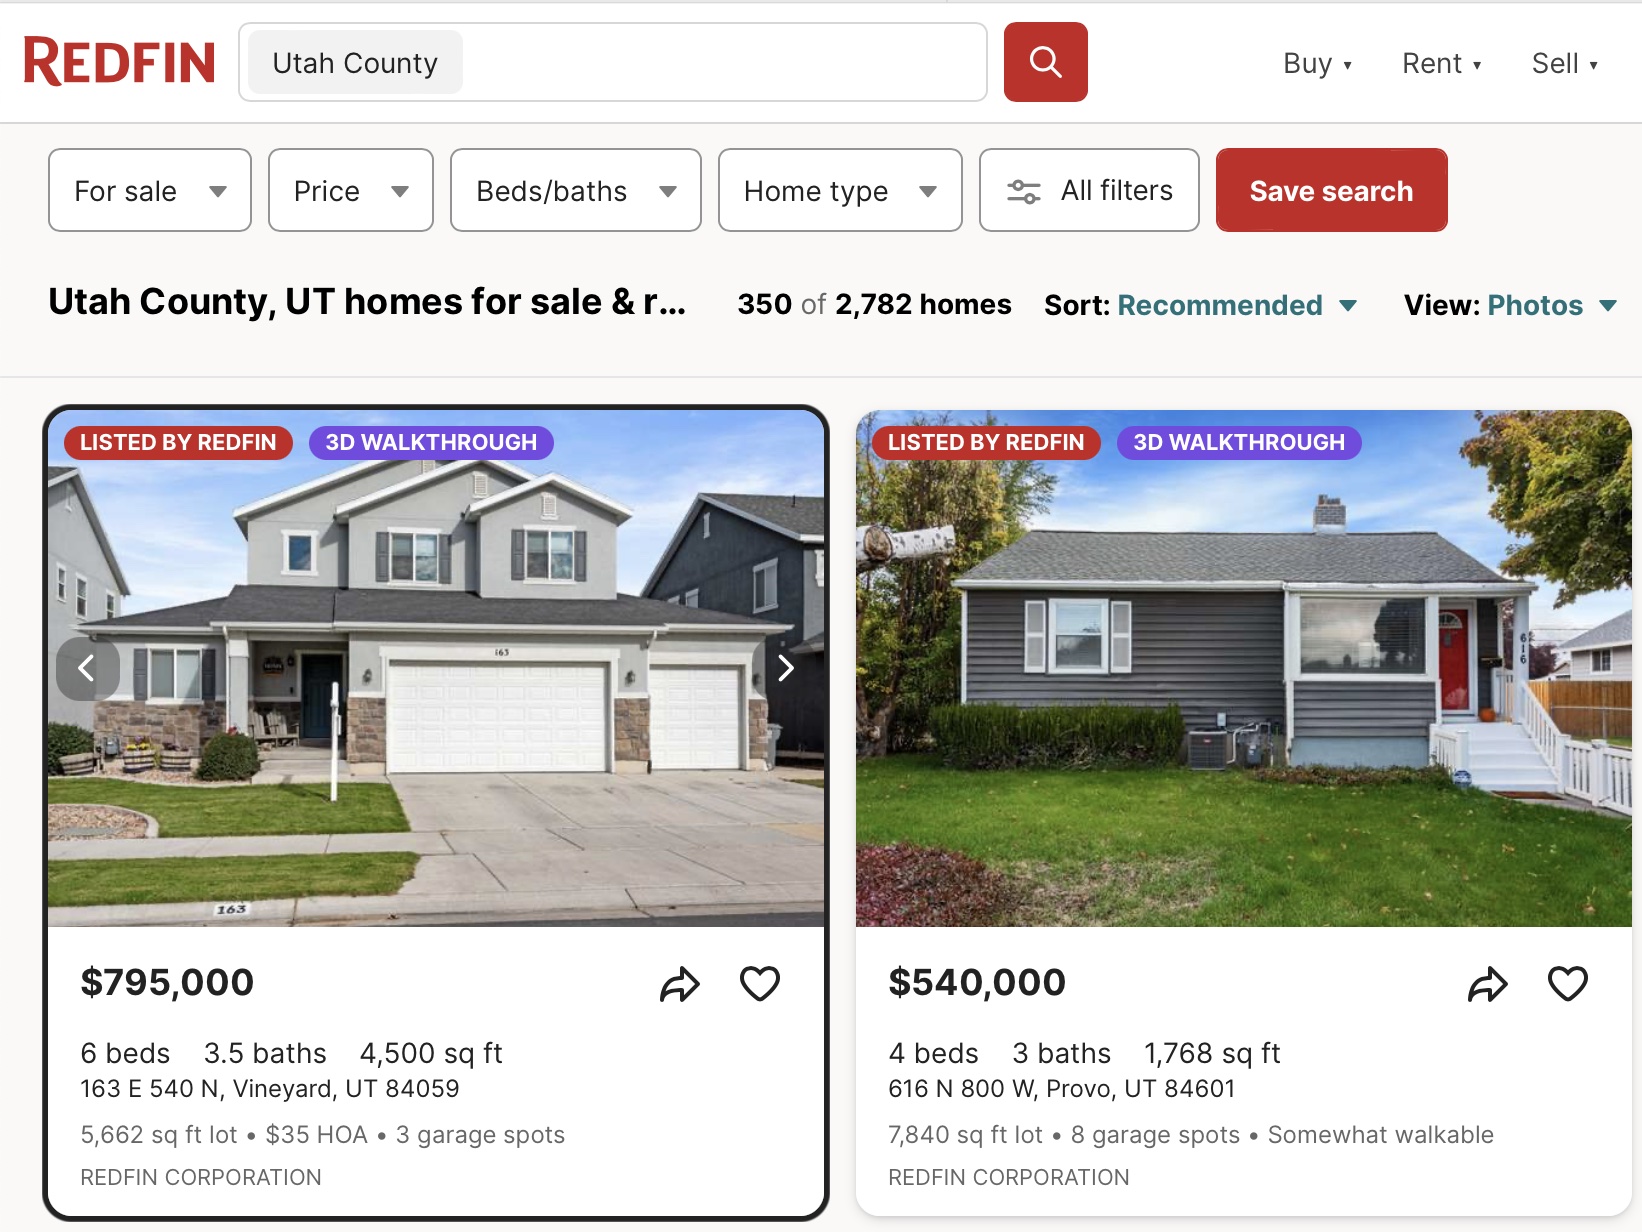 REDFIN
Utah County
Buy ▾
Rent ▾
Sell ▾
For sale
Price
Beds/baths
Home type
All filters
Save search
Utah County, UT homes for sale & r...
350 of 2,782 homes
Sort: Recommended
View: Photos
LISTED BY REDFIN
3D WALKTHROUGH
163
163
$795,000
6 beds 3.5 baths 4,500 sq ft
163 E 540 N, Vineyard, UT 84059
5,662 sq ft lot • $35 HOA • 3 garage spots
REDFIN CORPORATION
LISTED BY REDFIN
3D WALKTHROUGH
616
$540,000
4 beds 3 baths 1,768 sq ft
616 N 800 W, Provo, UT 84601
7,840 sq ft lot • 8 garage spots • Somewhat walkable
REDFIN CORPORATION